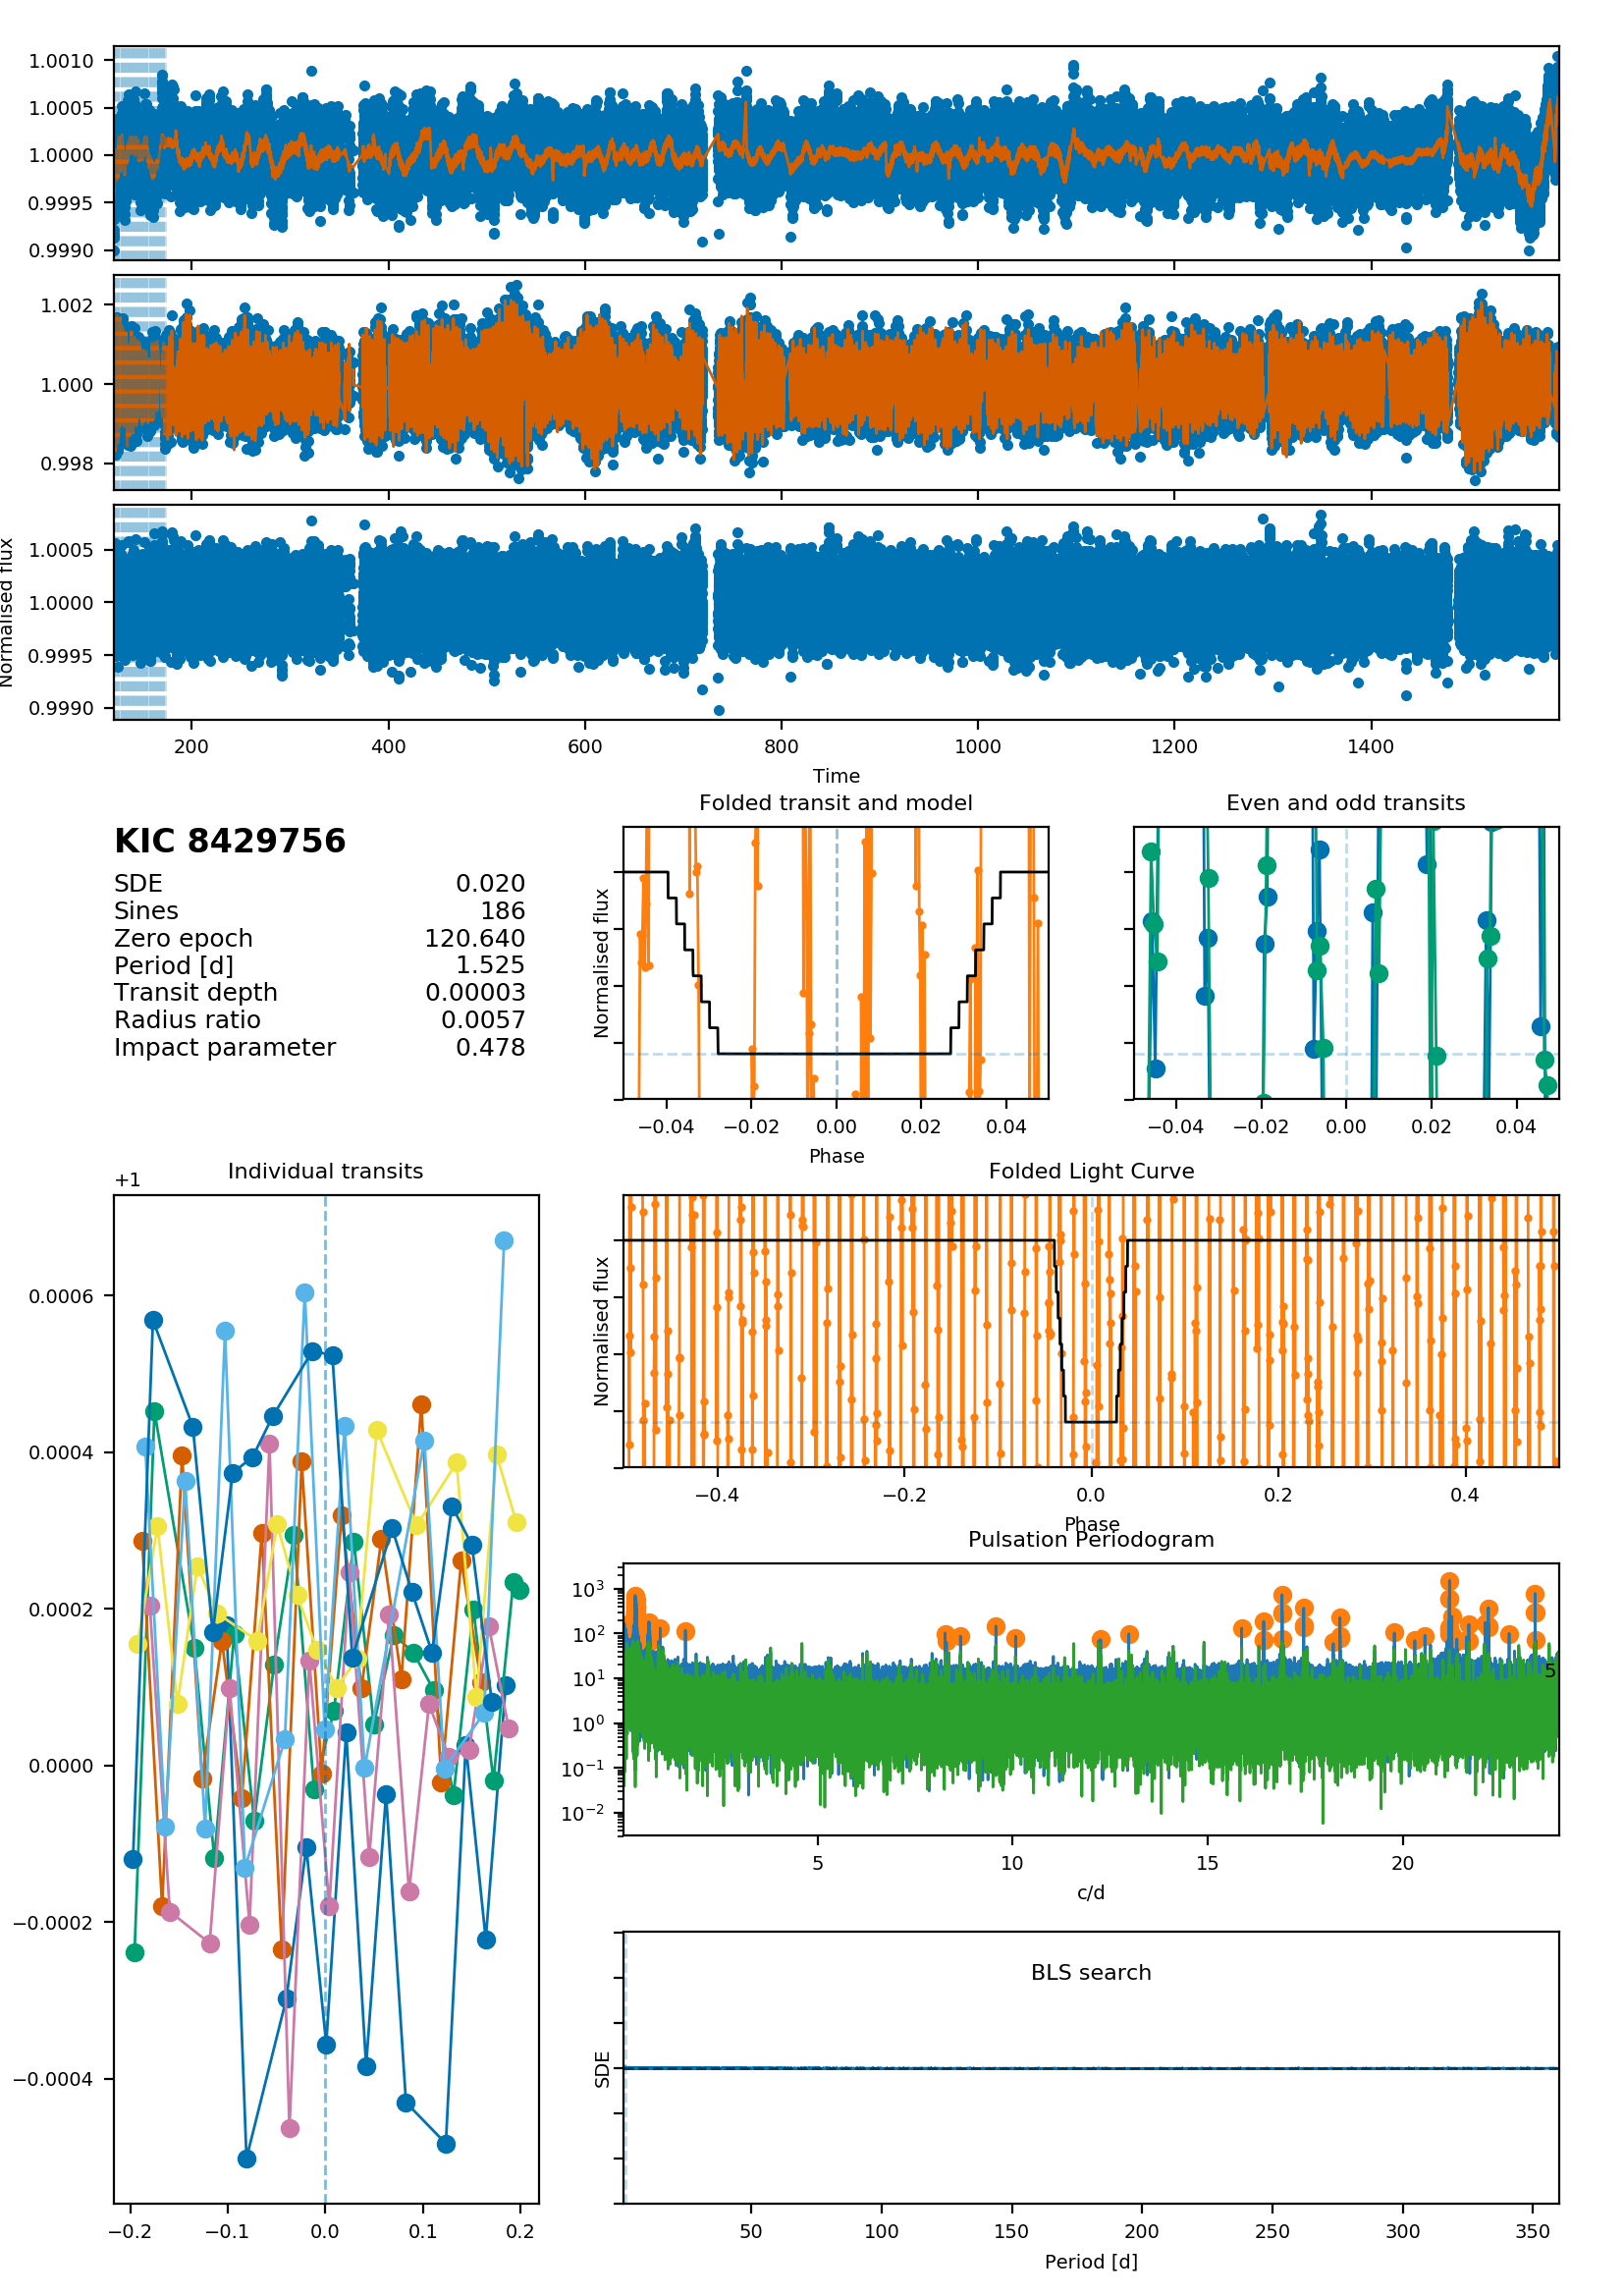 1.0010
1.0005
1.0000
0.9995
0.9990
1.002
1.000
0.998
Normalised flux
1.0005
1.0000
0.9995
0.9990
200 400 600 800 1000 1200 1400
Time
KIC 8429756
SDE 0.020
Sines 186
Zero epoch 120.640
Period [d] 1.525
Transit depth 0.00003
Radius ratio 0.0057
Impact parameter 0.478
Folded transit and model
Normalised flux
−0.04 −0.02 0.00 0.02 0.04
Phase
Even and odd transits
−0.04 −0.02 0.00 0.02 0.04
Individual transits
+1
0.0006
0.0004
0.0002
0.0000
−0.0002
−0.0004
−0.2 −0.1 0.0 0.1 0.2
Folded Light Curve
Normalised flux
−0.4 −0.2 0.0 0.2 0.4
Phase
Pulsation Periodogram
10³
10²
10¹
10⁰
10⁻¹
10⁻²
5
5 10 15 20
c/d
BLS search
SDE
50 100 150 200 250 300 350
Period [d]